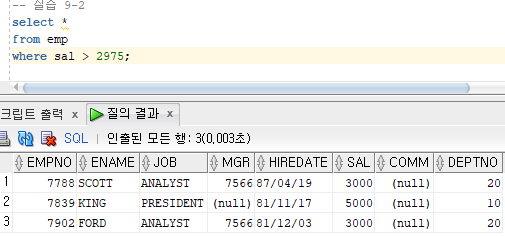 -- 실습 9-2
select *
from emp
where sal > 2975;
크립트 출력 x 질의 결과 x
SQL | 인출된 모든 행: 3(0,003초)
EMPNO ENAME JOB MGR HIREDATE SAL COMM DEPTNO
1 7788 SCOTT ANALYST 7566 87/04/19 3000 (null) 20
2 7839 KING PRESIDENT (null) 81/11/17 5000 (null) 10
3 7902 FORD ANALYST 7566 81/12/03 3000 (null) 20